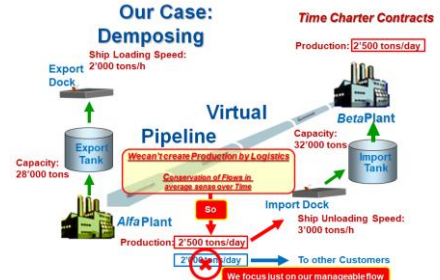 Our Case:
Demposing
Time Charter Contracts
Ship Loading Speed:
2'000 tons/h
Export
Dock
Production: 2'500 tons/day
Virtual
Pipeline
BetaPlant
Capacity:
32'000 tons
Export
Tank
Import
Tank
Capacity:
28'000 tons
Wecan't create Production by Logistics
Conservation of Flows in
average sense over Time
So
Import Dock
AlfaPlant
Ship Unloading Speed:
3'000 tons/h
Production: 2'500 tons/day
2'000 tons/day
To other Customers
We focus just on our manageable flow